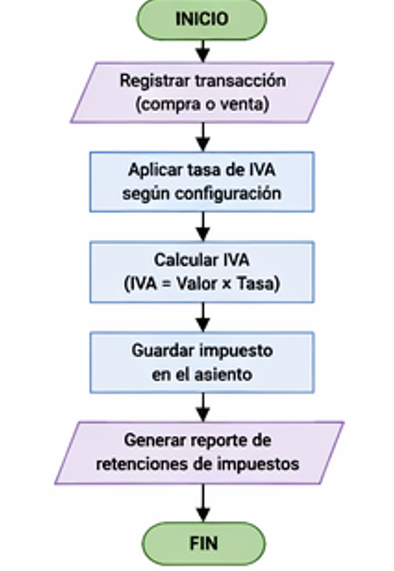 INICIO
Registrar transacción
(compra o venta)
Aplicar tasa de IVA
según configuración
Calcular IVA
(IVA = Valor × Tasa)
Guardar impuesto
en el asiento
Generar reporte de
retenciones de impuestos
FIN